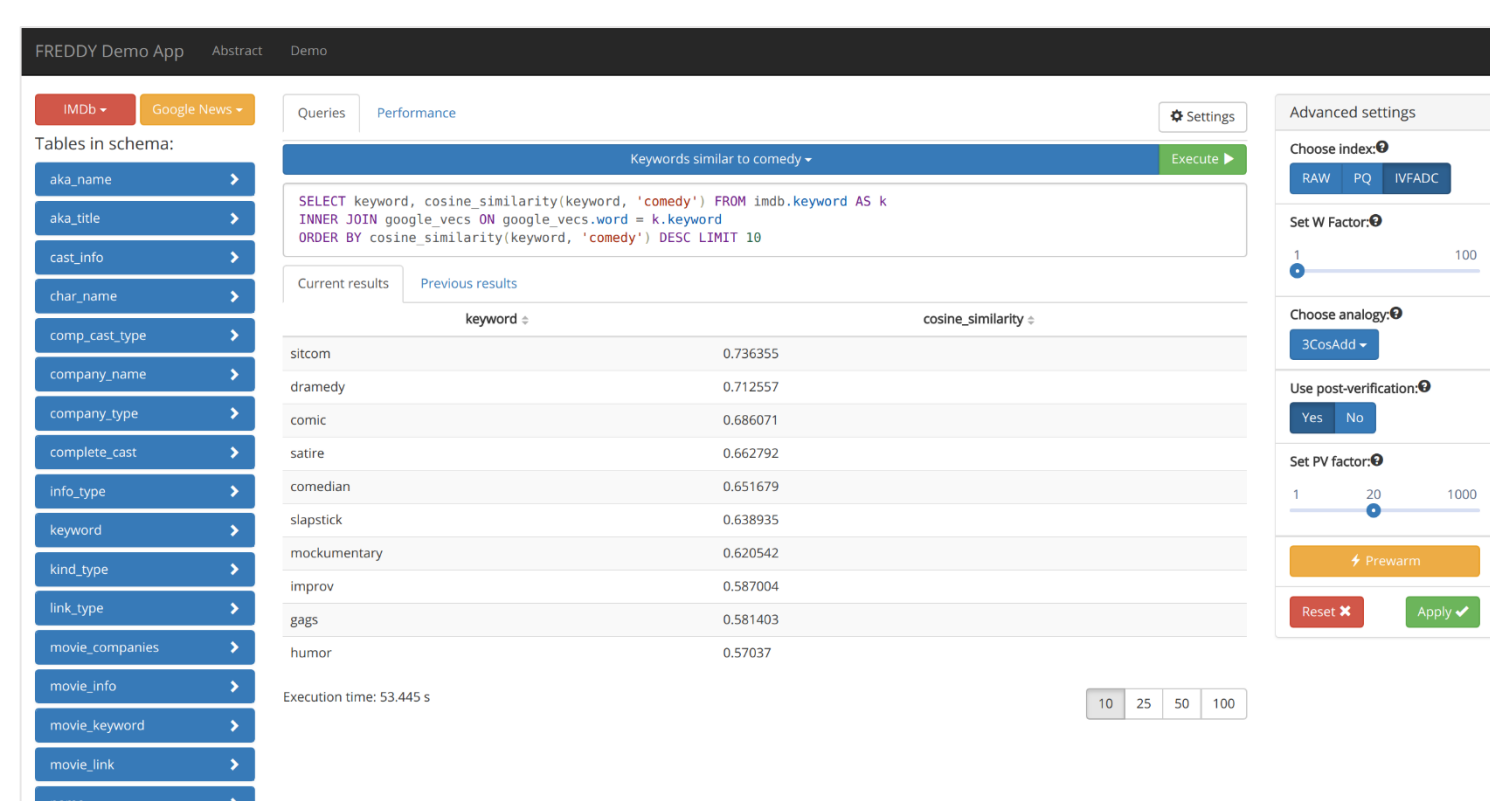 FREDDY Demo App Abstract Demo
IMDb Google News
Tables in schema:
aka_name
aka_title
cast_info
char_name
comp_cast_type
company_name
company_type
complete_cast
info_type
keyword
kind_type
link_type
movie_companies
movie_info
movie_keyword
movie_link
Queries Performance
Settings
Keywords similar to comedy
Execute
SELECT keyword, cosine_similarity(keyword, 'comedy') FROM imdb.keyword AS k
INNER JOIN google_vecs ON google_vecs.word = k.keyword
ORDER BY cosine_similarity(keyword, 'comedy') DESC LIMIT 10
Current results Previous results
keyword cosine_similarity
sitcom 0.736355
dramedy 0.712557
comic 0.686071
satire 0.662792
comedian 0.651679
slapstick 0.638935
mockumentary 0.620542
improv 0.587004
gags 0.581403
humor 0.57037
Execution time: 53.445 s
10 25 50 100
Advanced settings
Choose index:
RAW PQ IVFADC
Set W Factor:
1 100
Choose analogy:
3CosAdd
Use post-verification:
Yes No
Set PV factor:
1 20 1000
Prewarm
Reset Apply